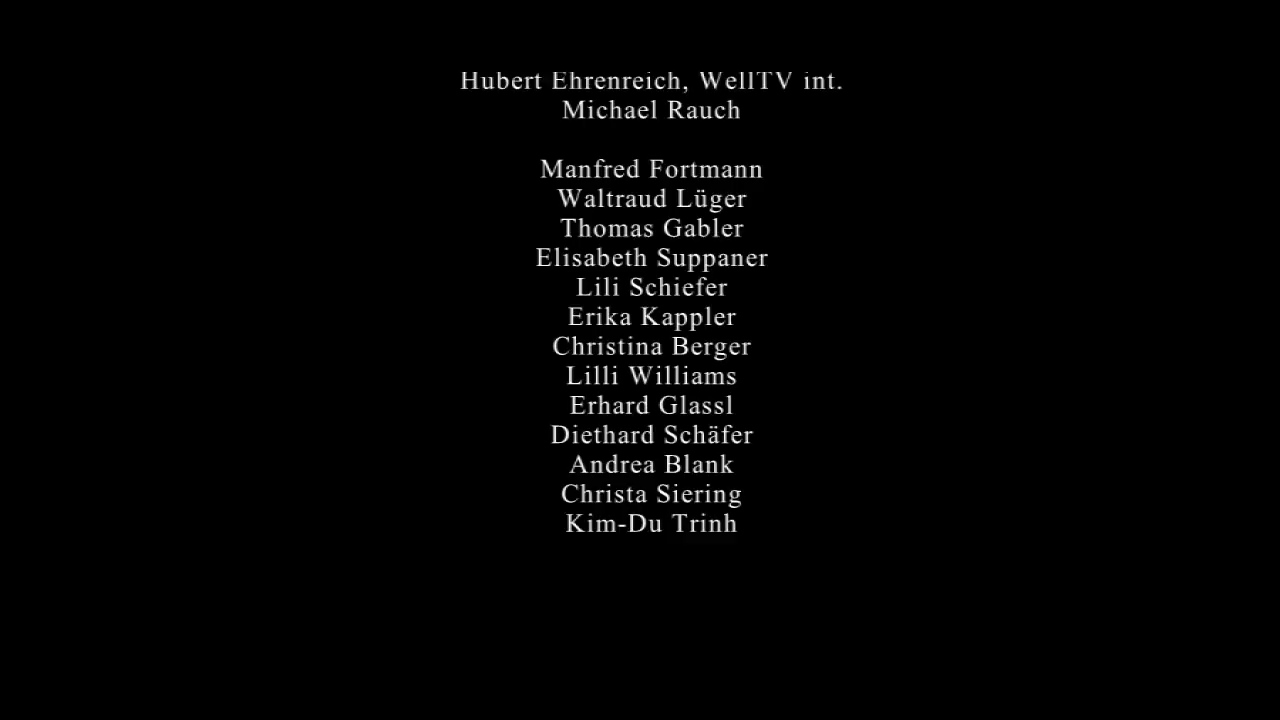 Hubert Ehrenreich, WellTV int.
Michael Rauch
Manfred Fortmann
Waltraud Lüger
Thomas Gabler
Elisabeth Suppaner
Lili Schiefer
Erika Kappler
Christina Berger
Lilli Williams
Erhard Glassl
Diethard Schäfer
Andrea Blank
Christa Siering
Kim-Du Trinh